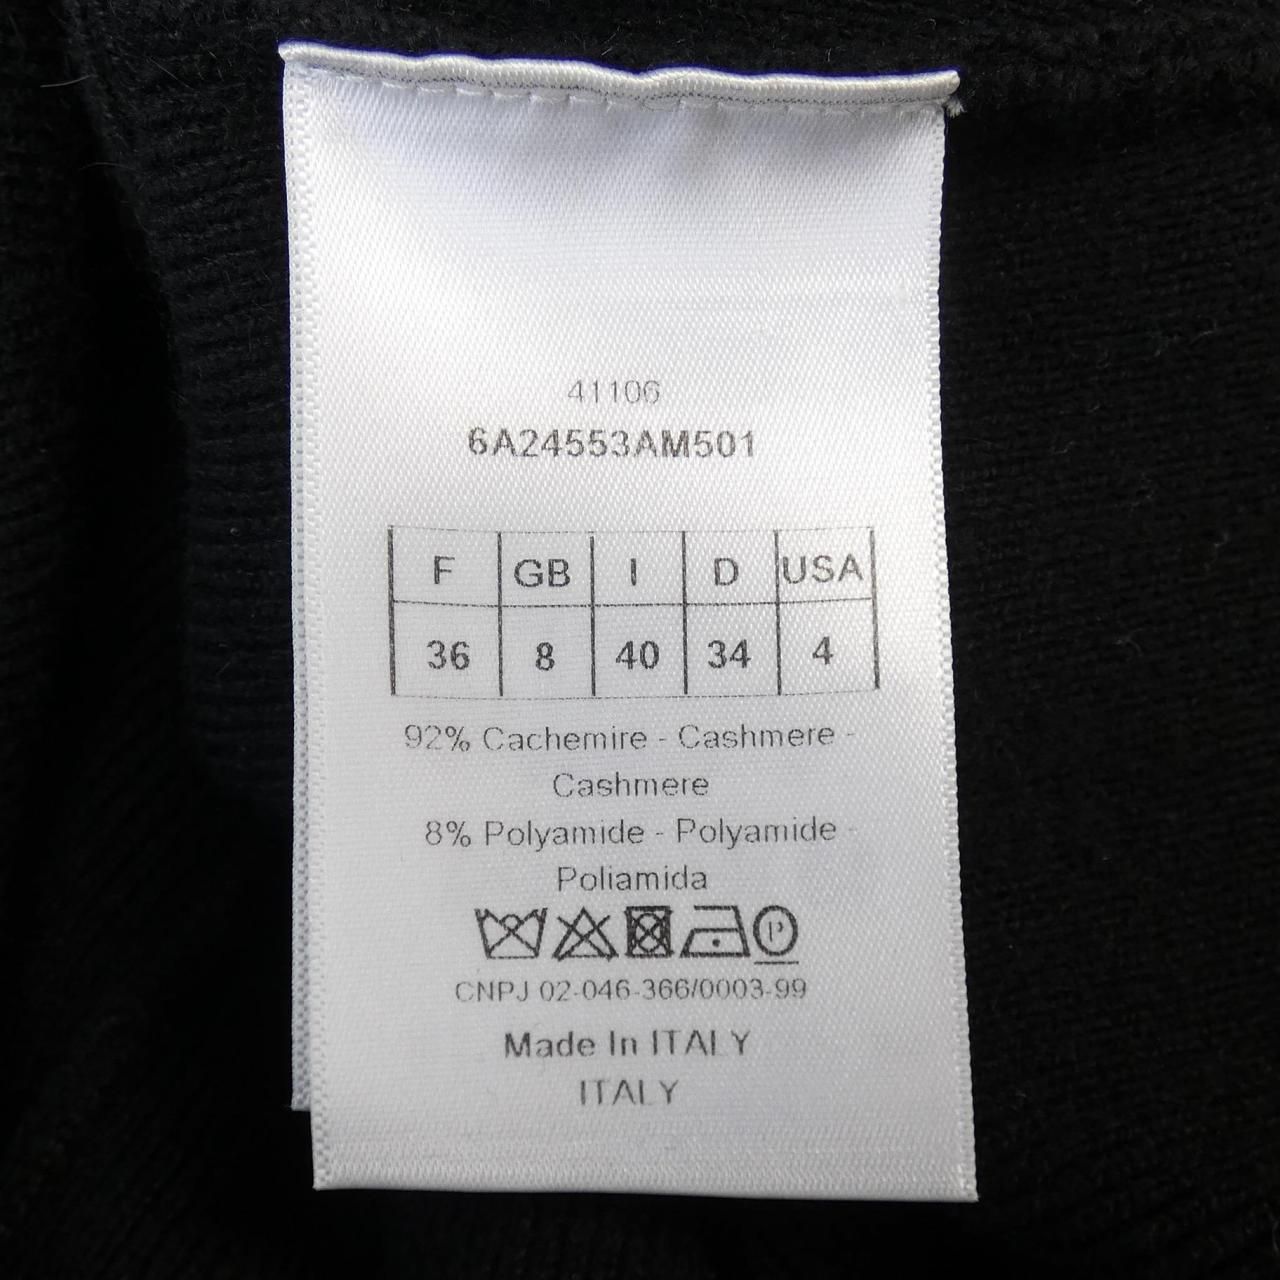 41106
6A24553AM501
F GB I D USA
36 8 40 34 4
92% Cachemire - Cashmere -
Cashmere
8% Polyamide - Polyamide -
Poliamida
P
CNPJ 02-046-366/0003-99
Made In ITALY
ITALY